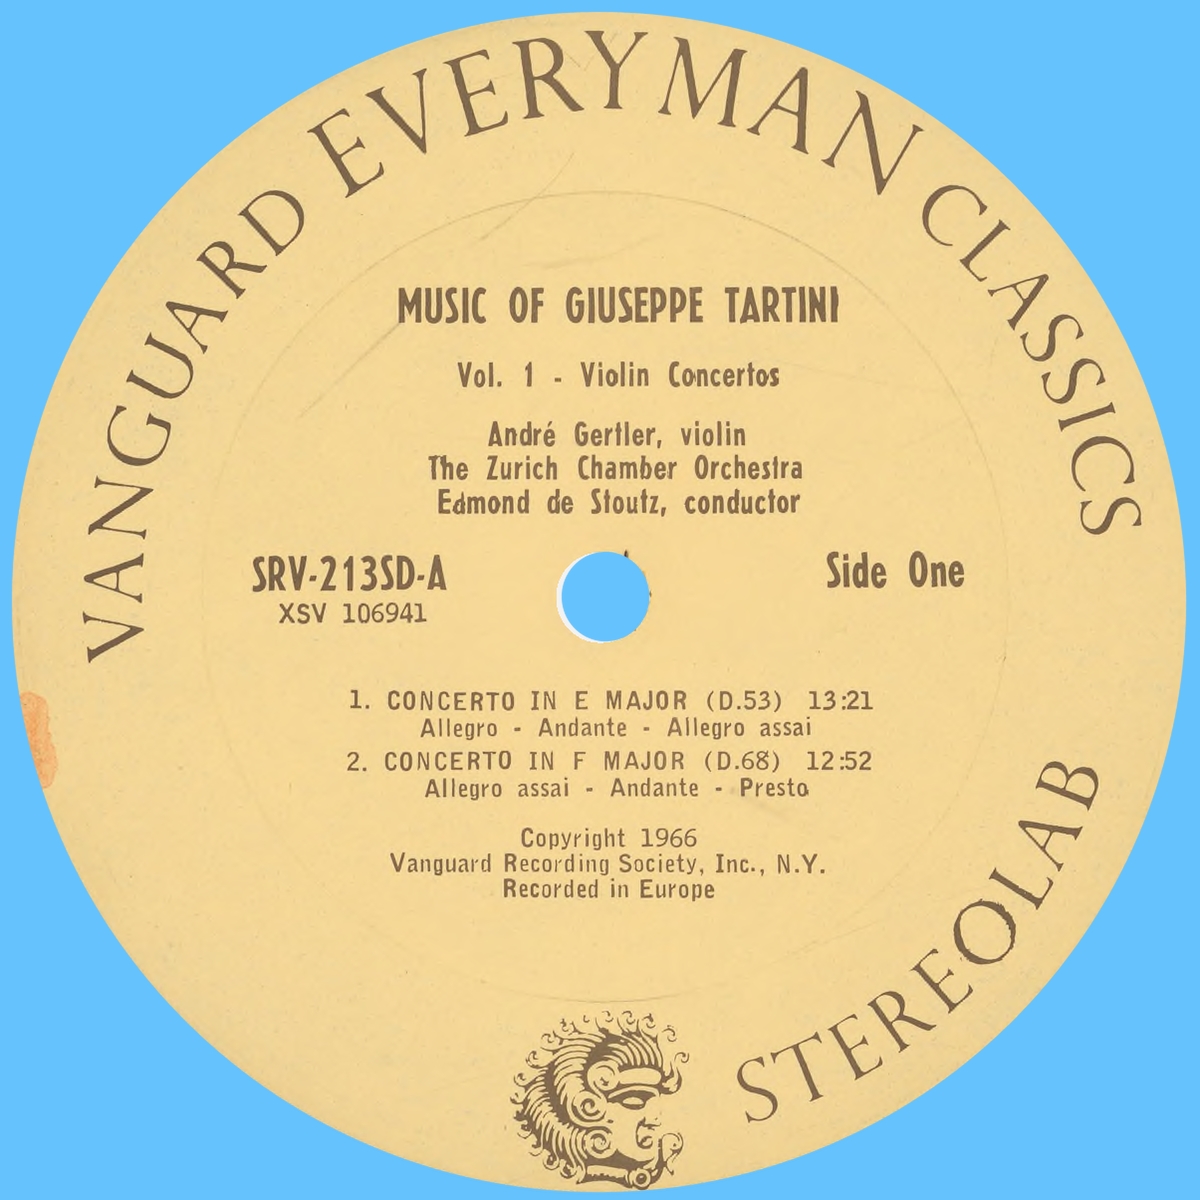 VANGUARD EVERYMAN CLASSICS
MUSIC OF GIUSEPPE TARTINI
Vol. 1 - Violin Concertos
André Gertler, violin
The Zurich Chamber Orchestra
Edmond de Stoutz, conductor
SRV-213SD-A
XSV 106941
Side One
1. CONCERTO IN E MAJOR (D.53) 13:21
Allegro - Andante - Allegro assai
2. CONCERTO IN F MAJOR (D.68) 12:52
Allegro assai - Andante - Presto
Copyright 1966
Vanguard Recording Society, Inc., N.Y.
Recorded in Europe
STEREOLAB